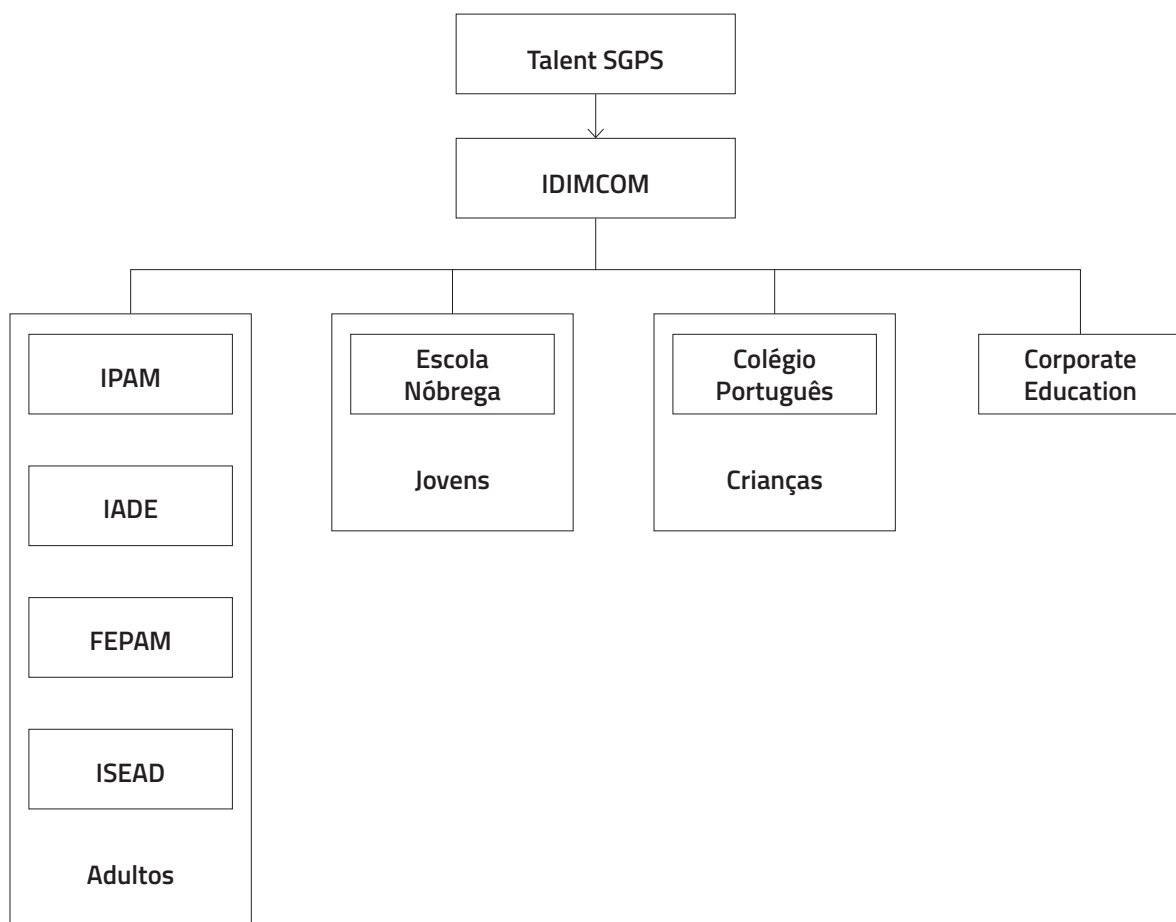 Talent SGPS
IDIMCOM
IPAM
IADE
FEPAM
ISEAD
Adultos
Escola
Nóbrega
Jovens
Colégio
Português
Crianças
Corporate
Education